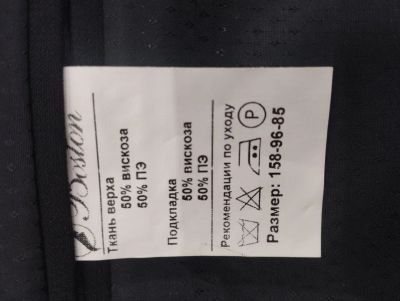 Boston
Ткань верха
50% вискоза
50% ПЭ
Подкладка
50% вискоза
50% ПЭ
Рекомендации по уходу
P
Размер: 158-96-85